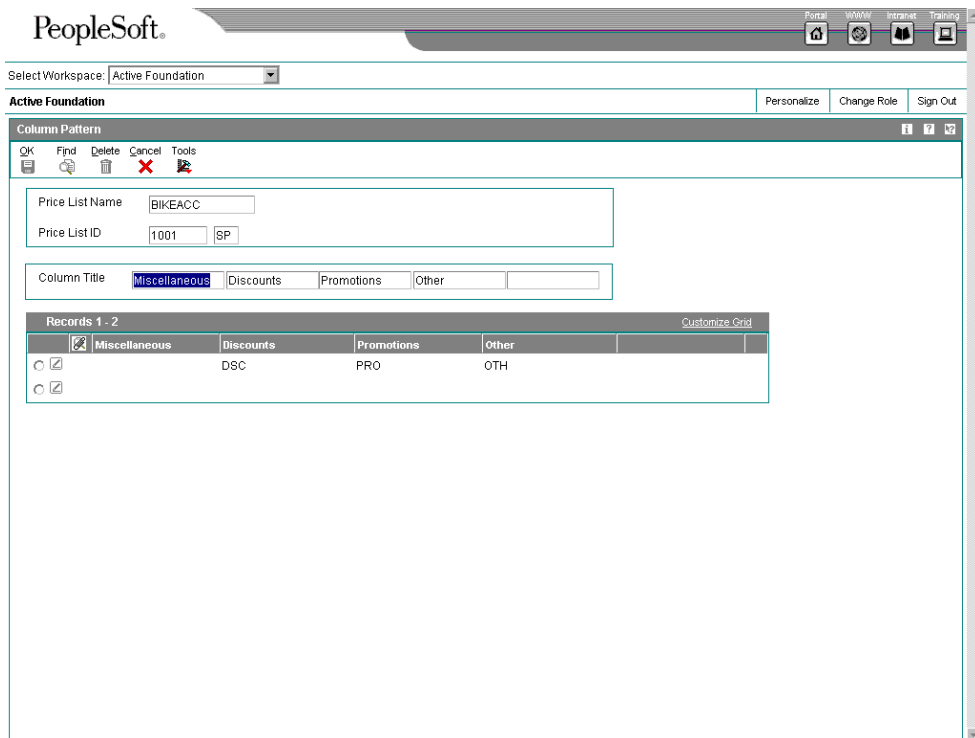 PeopleSoft.
Portal WWW Intranet Training
Select Workspace: Active Foundation
Active Foundation Personalize Change Role Sign Out
Column Pattern
OK Find Delete Cancel Tools
Price List Name BIKEACC
Price List ID 1001 SP
Column Title Miscellaneous Discounts Promotions Other
Records 1 - 2 Customize Grid
Miscellaneous Discounts Promotions Other
DSC PRO OTH